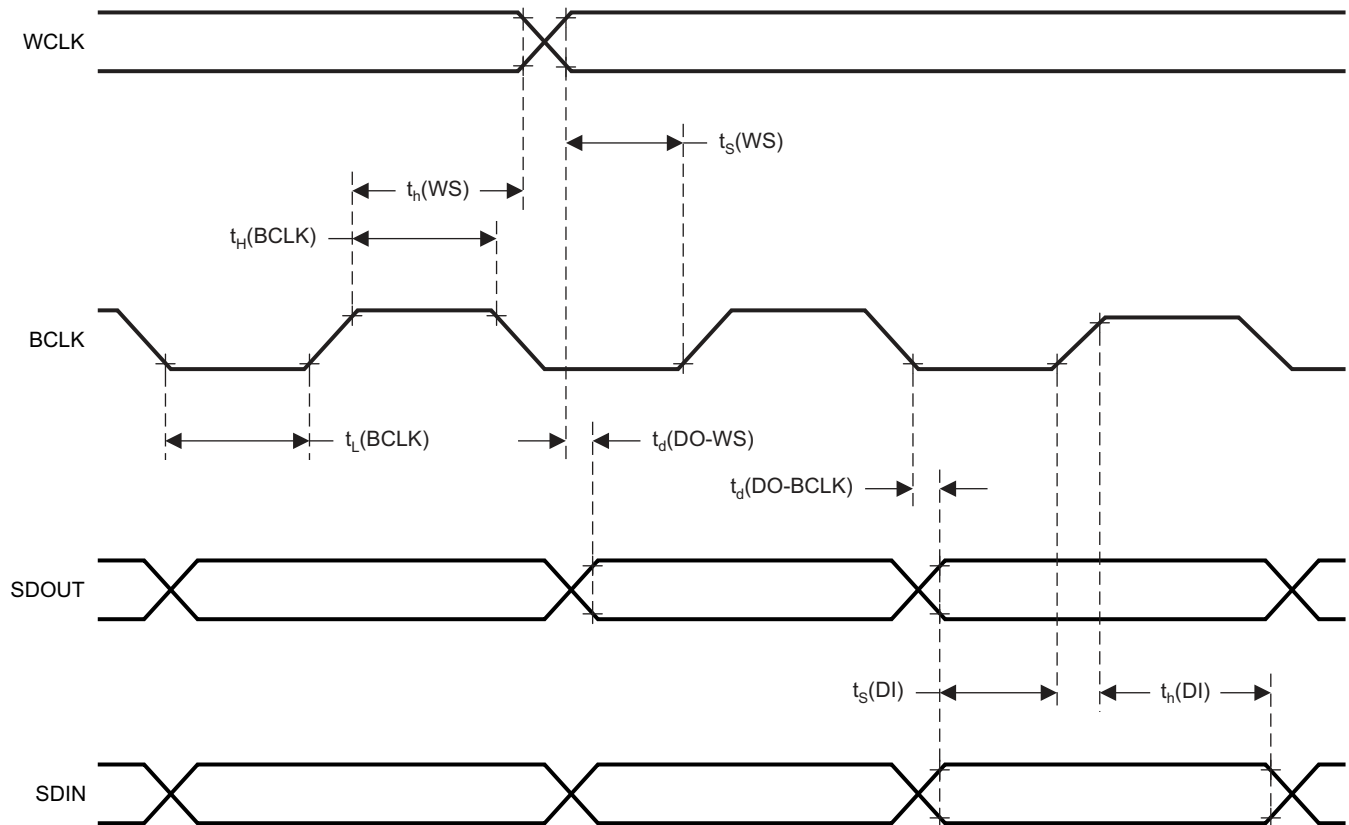 WCLK
tS(WS)
th(WS)
tH(BCLK)
BCLK
tL(BCLK)
td(DO-WS)
td(DO-BCLK)
SDOUT
tS(DI)
th(DI)
SDIN